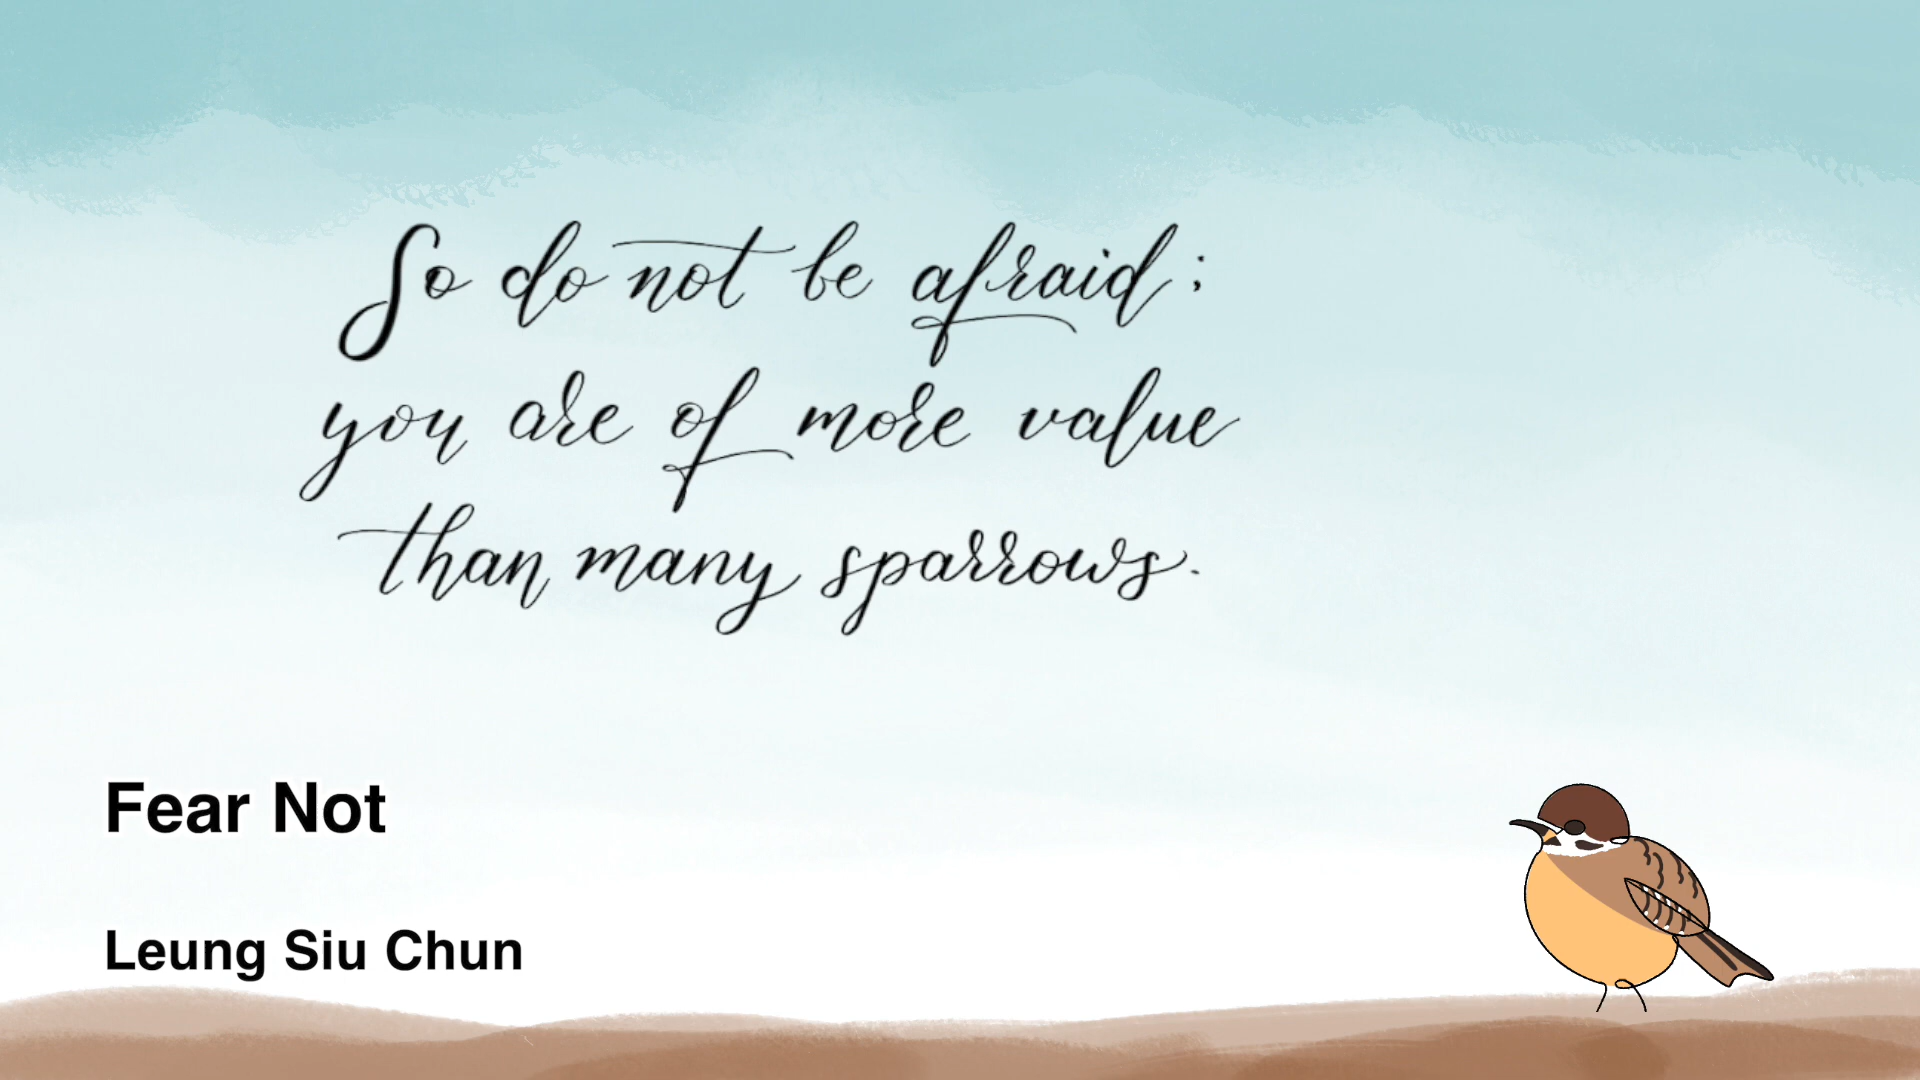 So do not be afraid;
you are of more value
than many sparrows.
Fear Not
Leung Siu Chun